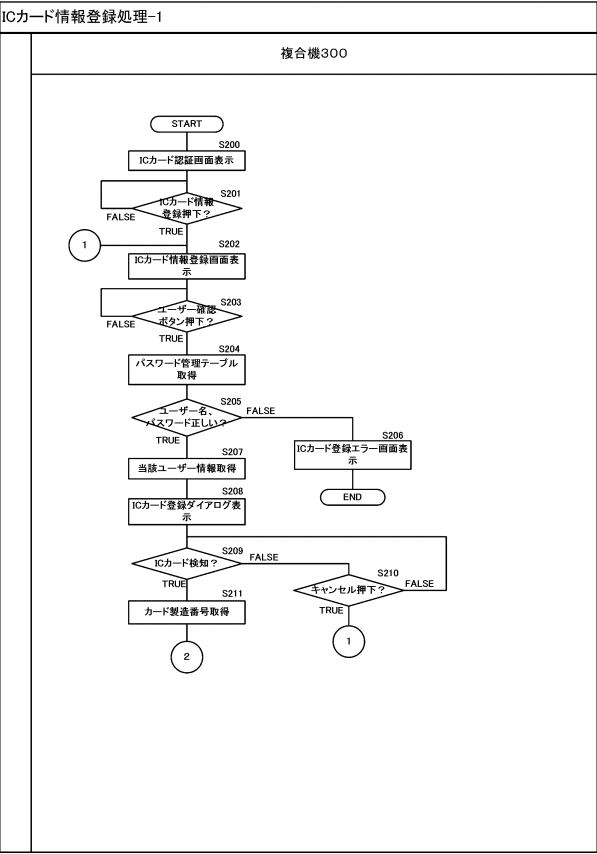 ICカード情報登録処理-1
複合機300
START
S200
ICカード認証画面表示
S201
ICカード情報
登録押下？
FALSE
TRUE
1
S202
ICカード情報登録画面表
示
S203
ユーザー確認
ボタン押下？
FALSE
TRUE
S204
パスワード管理テーブル
取得
S205
ユーザー名、
パスワード正しい？
FALSE
TRUE
S206
ICカード登録エラー画面表
示
END
S207
当該ユーザー情報取得
S208
ICカード登録ダイアログ表
示
S209
ICカード検知？
FALSE
TRUE
S210
キャンセル押下？
FALSE
TRUE
S211
カード製造番号取得
1
2